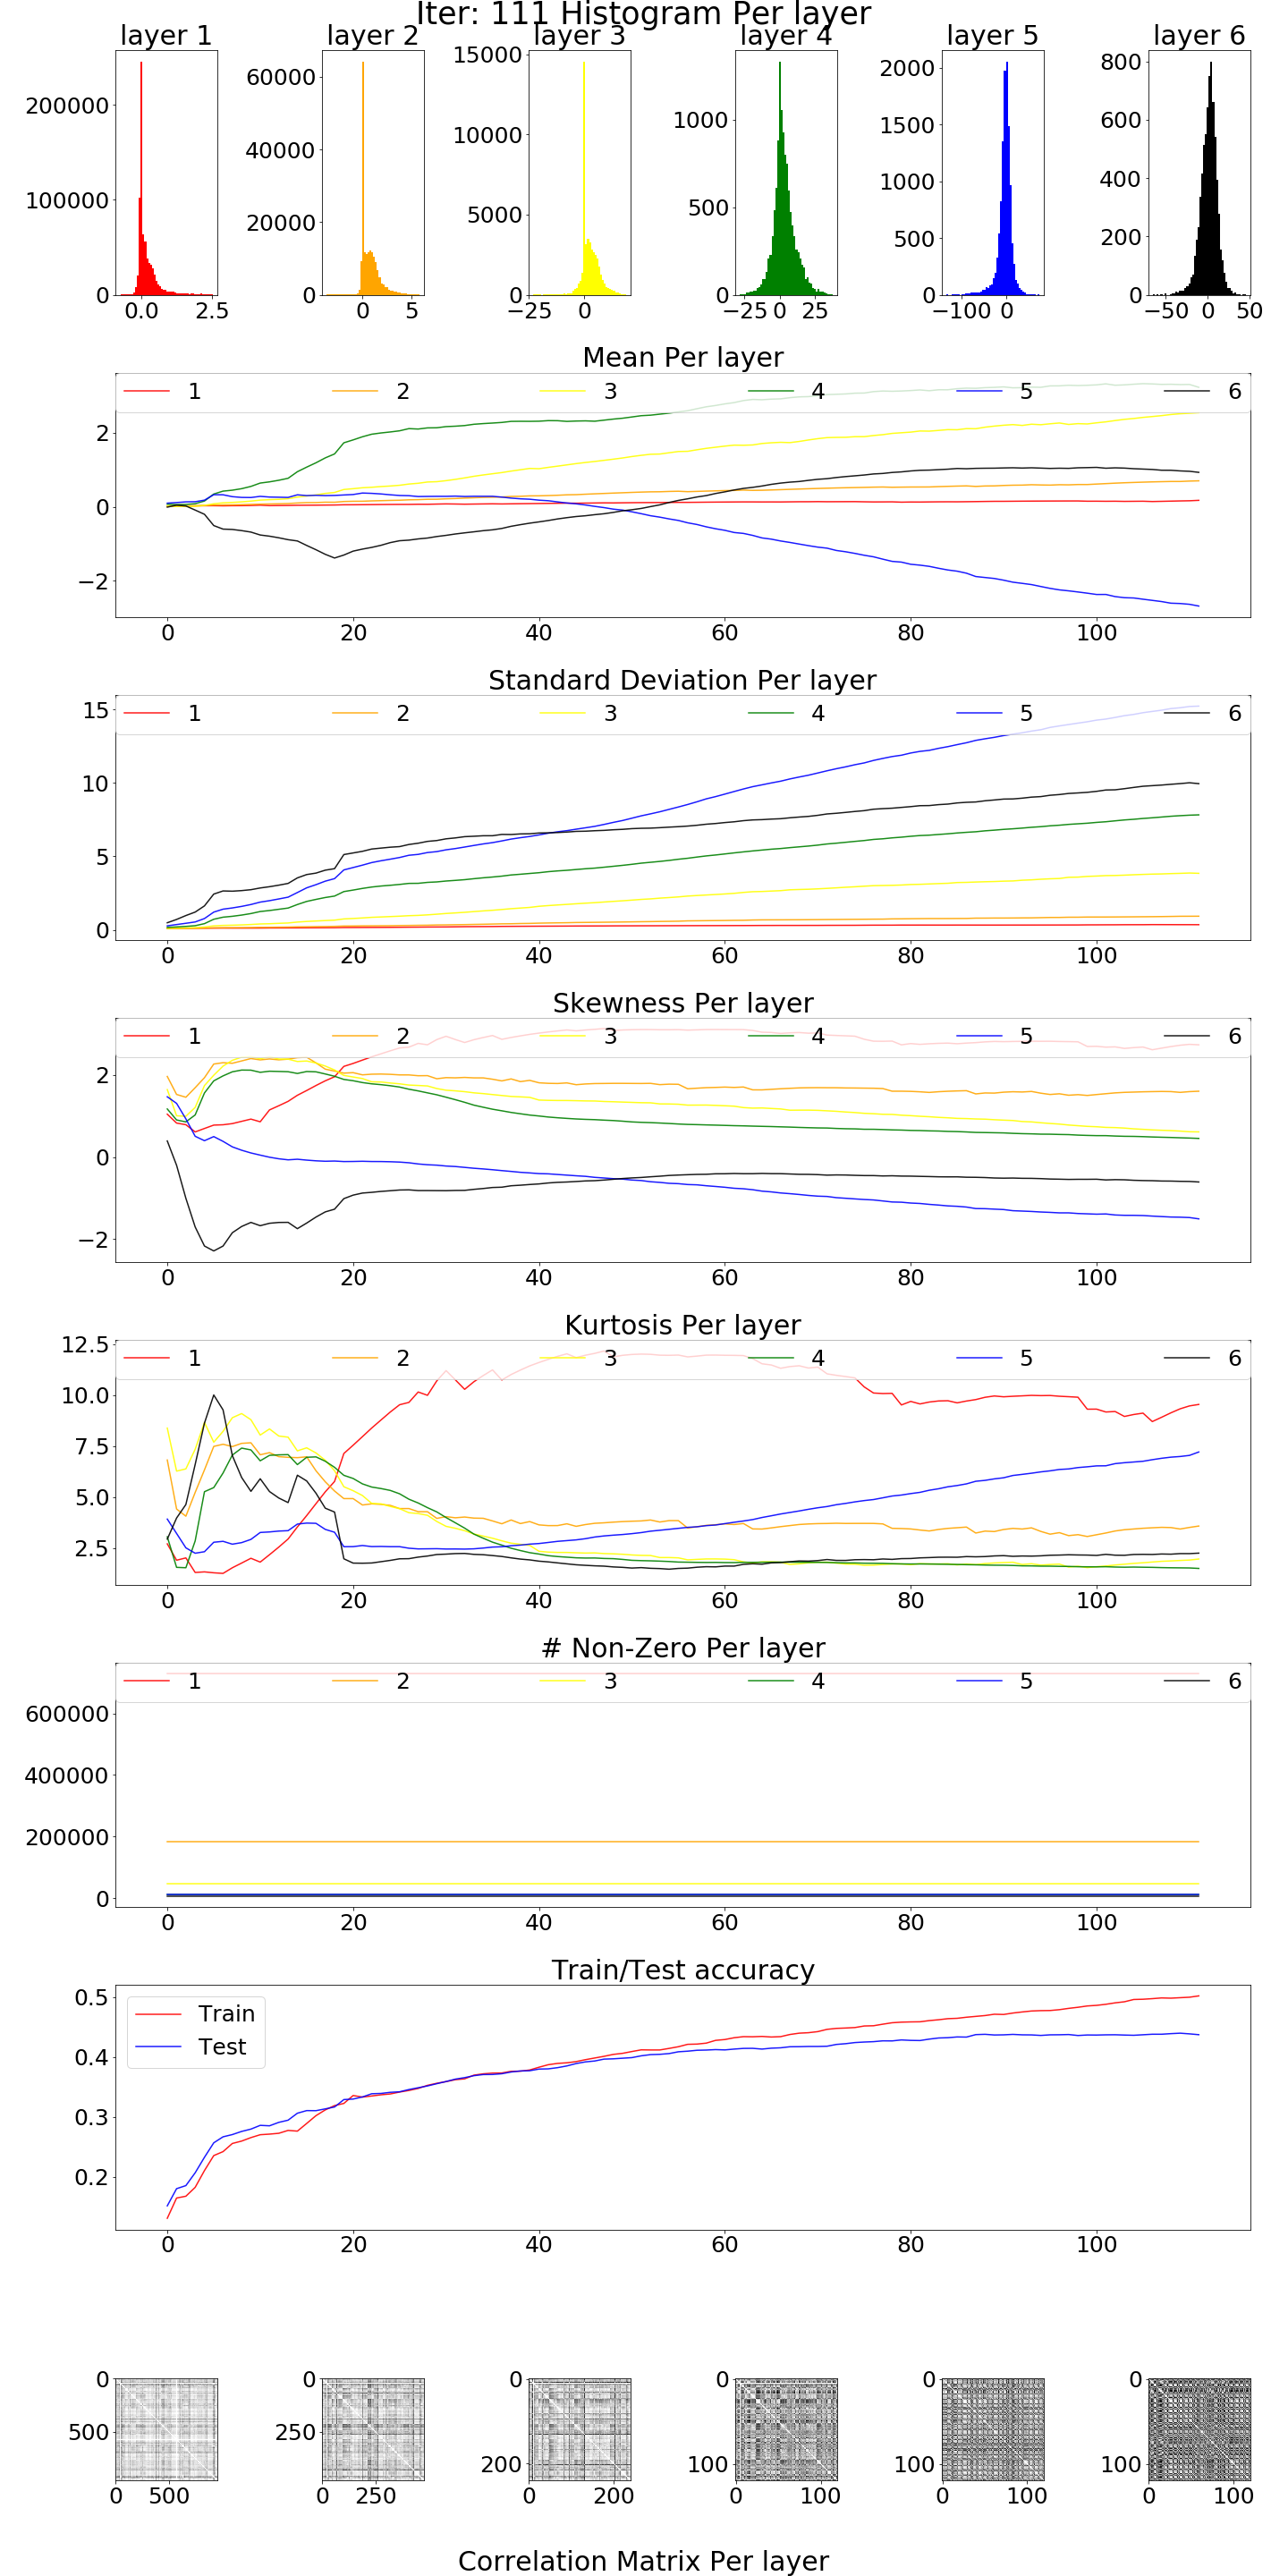 Iter: 111 Histogram Per layer
layer 1 layer 2 layer 3 layer 4 layer 5 layer 6
200000 100000 0 0.0 2.5
60000 40000 20000 0 0 5
15000 10000 5000 0 −25 0
1000 500 0 −25 0 25
2000 1500 1000 500 0 −100 0
800 600 400 200 0 −50 0 50
Mean Per layer
1 2 3 4 5 6
2
0
−2
0 20 40 60 80 100
Standard Deviation Per layer
15
1 2 3 4 5 6
10
5
0
0 20 40 60 80 100
Skewness Per layer
1 2 3 4 5 6
2
0
−2
0 20 40 60 80 100
Kurtosis Per layer
12.5
1 2 3 4 5 6
10.0
7.5
5.0
2.5
0 20 40 60 80 100
# Non-Zero Per layer
1 2 3 4 5 6
600000
400000
200000
0
0 20 40 60 80 100
Train/Test accuracy
0.5
Train
Test
0.4
0.3
0.2
0 20 40 60 80 100
0 500 0 500
0 250 0 250
0 200 0 200
0 100 0 100
0 100 0 100
0 100 0 100
Correlation Matrix Per layer